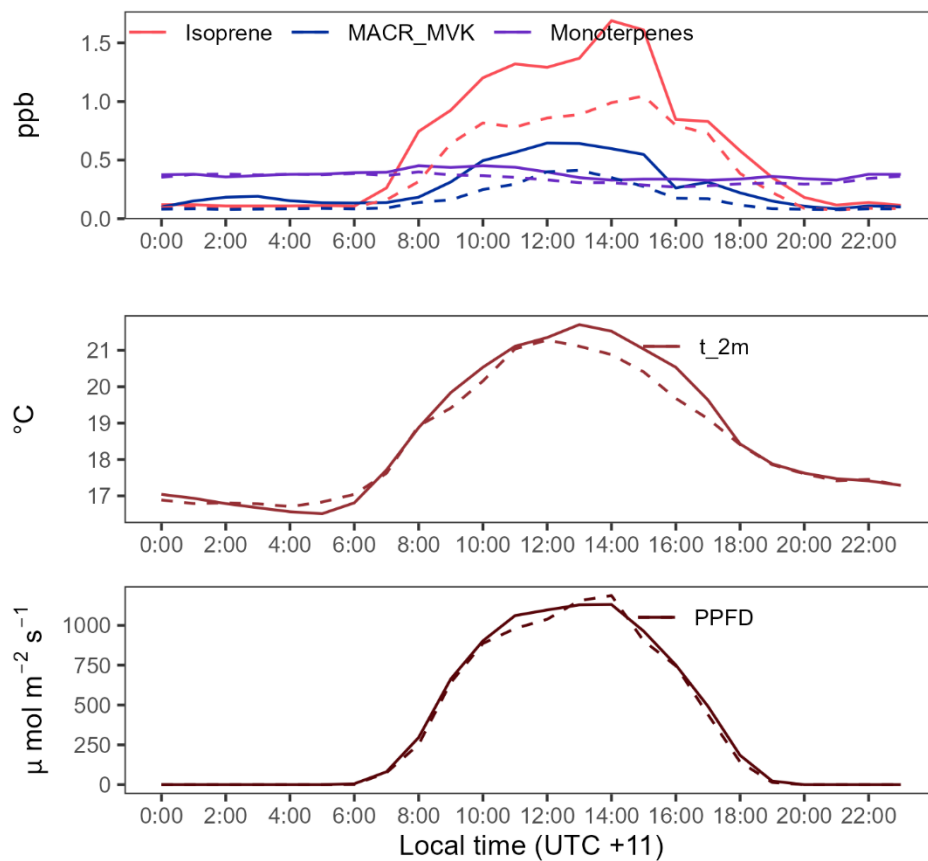 Isoprene MACR_MVK Monoterpenes
ppb
1.5
1.0
0.5
0.0
0:00 2:00 4:00 6:00 8:00 10:00 12:00 14:00 16:00 18:00 20:00 22:00
°C
21
20
19
18
17
t_2m
0:00 2:00 4:00 6:00 8:00 10:00 12:00 14:00 16:00 18:00 20:00 22:00
µ mol m⁻² s⁻¹
1000
750
500
250
0
PPFD
0:00 2:00 4:00 6:00 8:00 10:00 12:00 14:00 16:00 18:00 20:00 22:00
Local time (UTC +11)